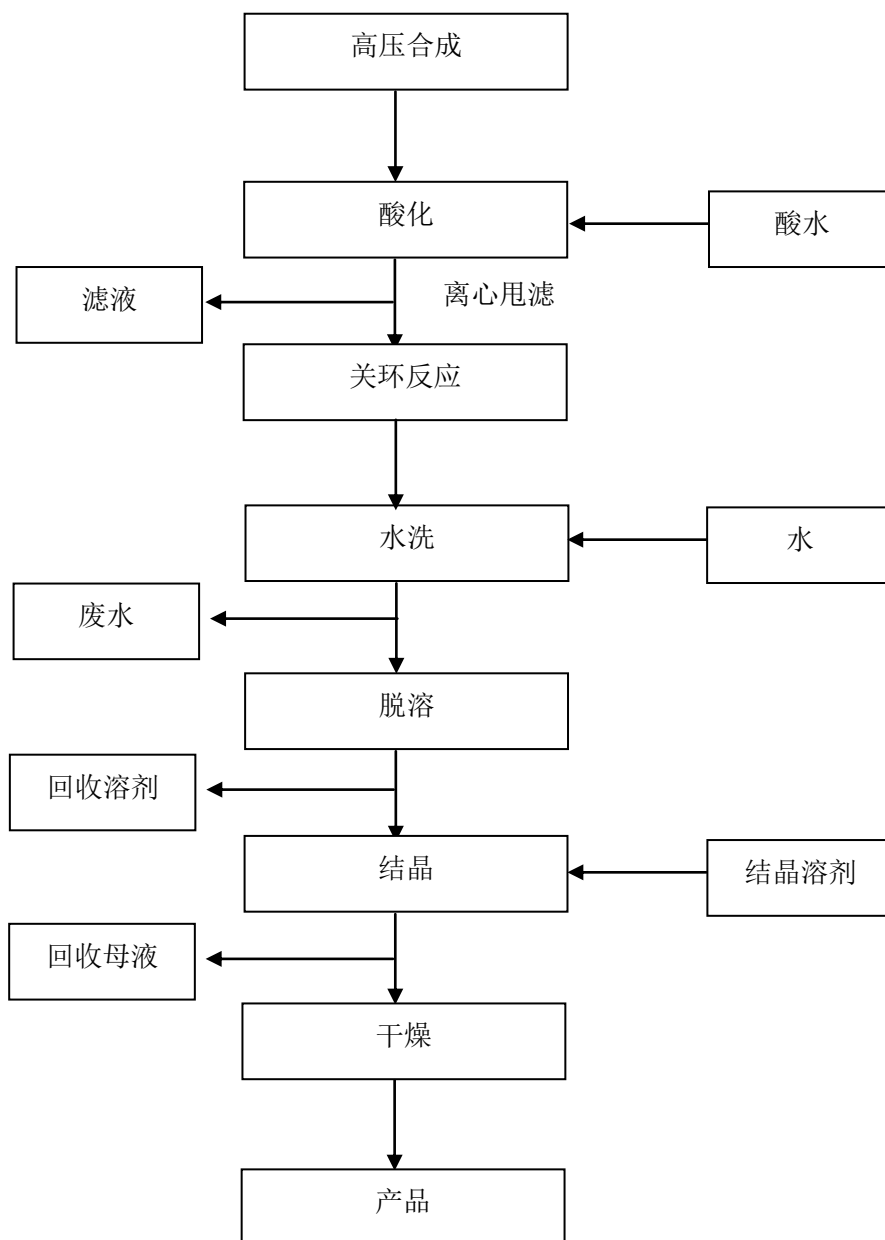 高压合成
酸化
酸水
滤液
离心甩滤
关环反应
水洗
水
废水
脱溶
回收溶剂
结晶
结晶溶剂
回收母液
干燥
产品